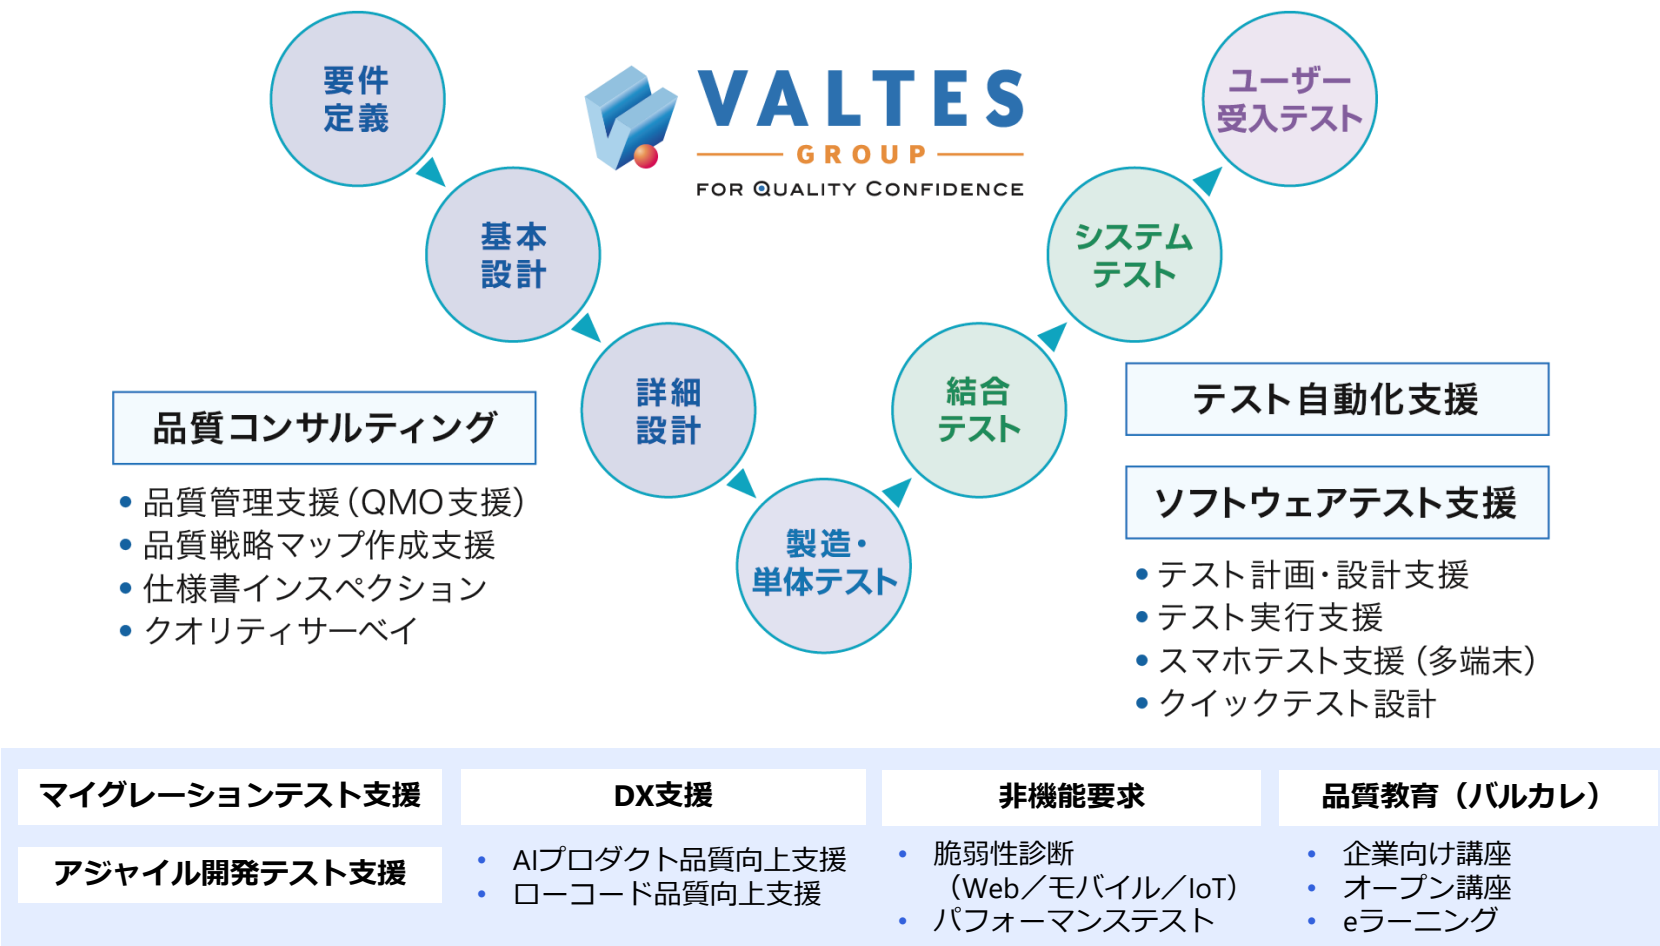 要件
定義
VALTES
GROUP
FOR QUALITY CONFIDENCE
ユーザー
受入テスト
基本
設計
システム
テスト
詳細
設計
結合
テスト
製造・
単体テスト
品質コンサルティング
• 品質管理支援（QMO支援）
• 品質戦略マップ作成支援
• 仕様書インスペクション
• クオリティサーベイ
テスト自動化支援
ソフトウェアテスト支援
• テスト計画・設計支援
• テスト実行支援
• スマホテスト支援（多端末）
• クイックテスト設計
マイグレーションテスト支援
アジャイル開発テスト支援
DX支援
• AIプロダクト品質向上支援
• ローコード品質向上支援
非機能要求
• 脆弱性診断
（Web／モバイル／IoT）
• パフォーマンステスト
品質教育（バルカレ）
• 企業向け講座
• オープン講座
• eラーニング